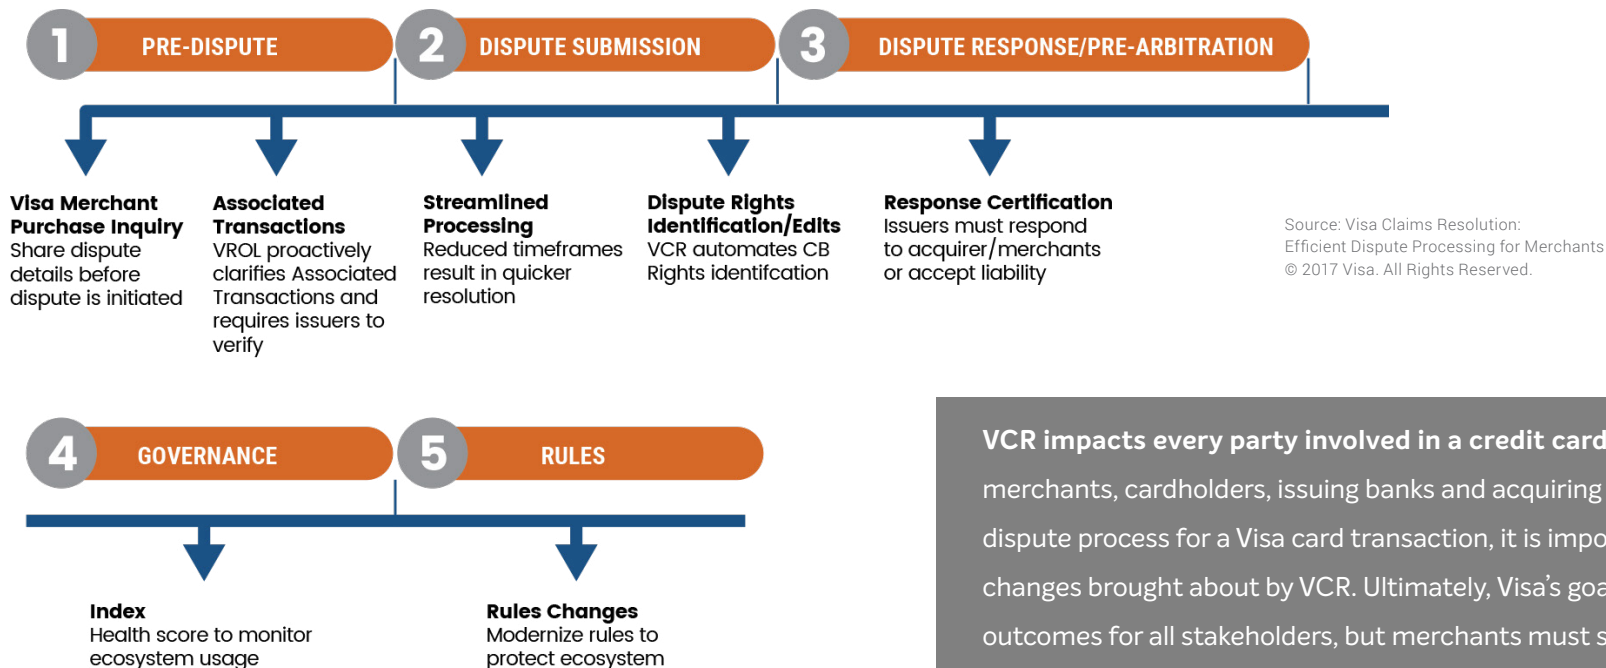 1 PRE-DISPUTE
2 DISPUTE SUBMISSION
3 DISPUTE RESPONSE/PRE-ARBITRATION
Visa Merchant
Purchase Inquiry
Share dispute
details before
dispute is initiated
Associated
Transactions
VROL proactively
clarifies Associated
Transactions and
requires issuers to
verify
Streamlined
Processing
Reduced timeframes
result in quicker
resolution
Dispute Rights
Identification/Edits
VCR automates CB
Rights identifcation
Response Certification
Issuers must respond
to acquirer/merchants
or accept liability
Source: Visa Claims Resolution:
Efficient Dispute Processing for Merchants
© 2017 Visa. All Rights Reserved.
4 GOVERNANCE
5 RULES
Index
Health score to monitor
ecosystem usage
Rules Changes
Modernize rules to
protect ecosystem
VCR impacts every party involved in a credit card
merchants, cardholders, issuing banks and acquiring
dispute process for a Visa card transaction, it is impo
changes brought about by VCR. Ultimately, Visa's goa
outcomes for all stakeholders, but merchants must s